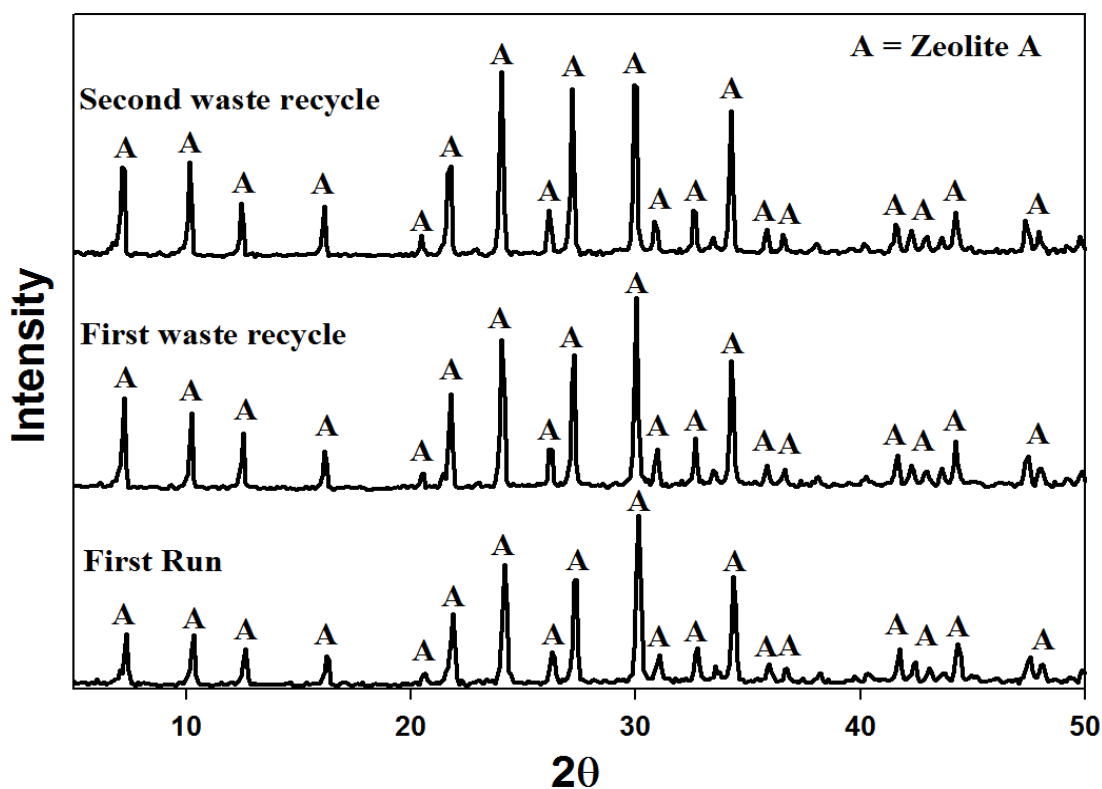 A = Zeolite A
Second waste recycle
A A A A A A A A A A A A A A A A A A A
First waste recycle
A A A A A A A A A A A A A A A A A A A
First Run
A A A A A A A A A A A A A A A A A A A
Intensity
10 20 30 40 50
2θ